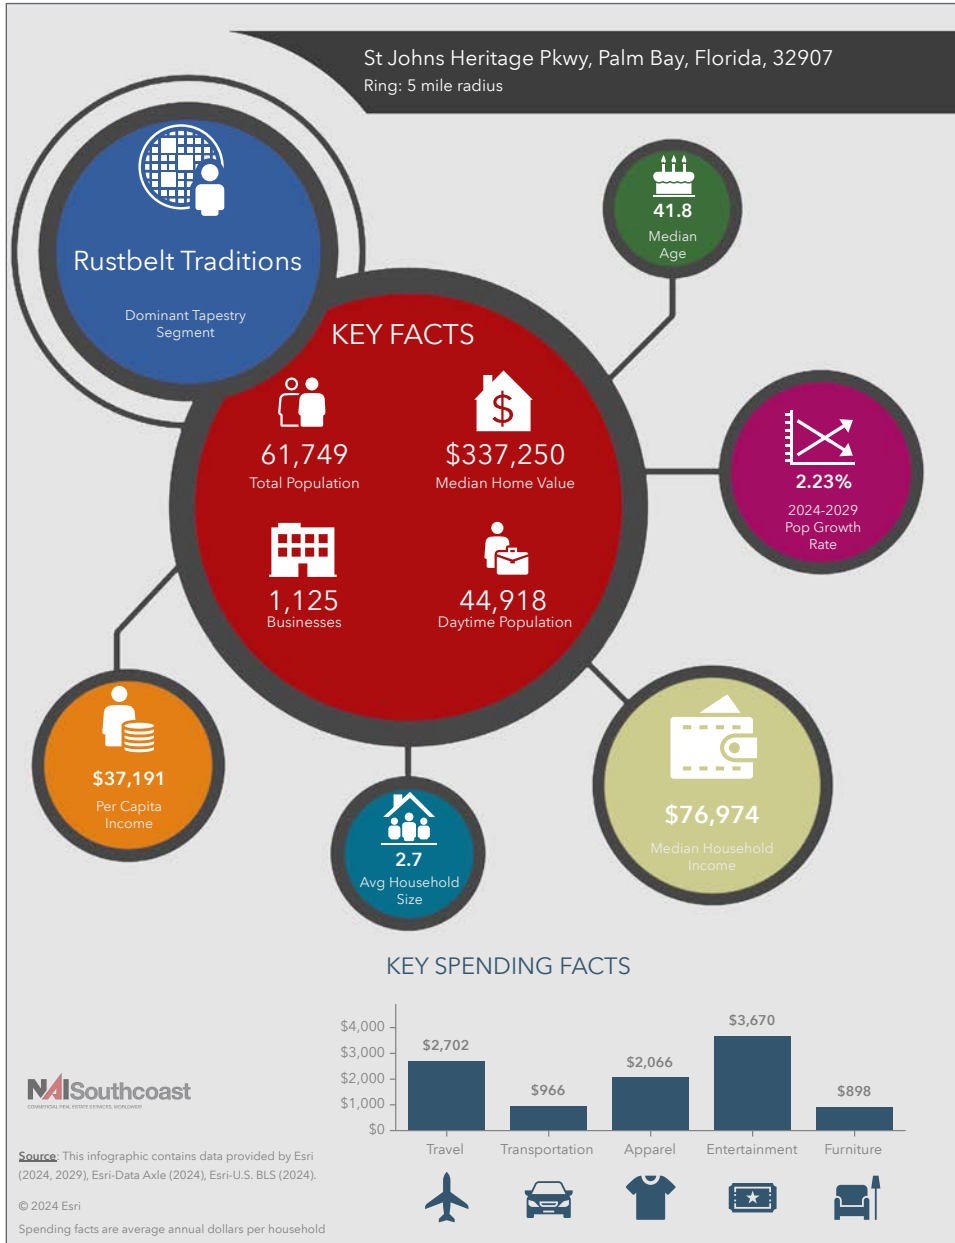 St Johns Heritage Pkwy, Palm Bay, Florida, 32907
Ring: 5 mile radius
Rustbelt Traditions
Dominant Tapestry
Segment
41.8
Median
Age
KEY FACTS
61,749
Total Population
$337,250
Median Home Value
1,125
Businesses
44,918
Daytime Population
2.23%
2024-2029
Pop Growth
Rate
$37,191
Per Capita
Income
2.7
Avg Household
Size
$76,974
Median Household
Income
KEY SPENDING FACTS
$4,000
$3,000
$2,000
$1,000
$0
$2,702
$966
$2,066
$3,670
$898
Travel
Transportation
Apparel
Entertainment
Furniture
NAISouthcoast
COMMERCIAL REAL ESTATE SERVICES, WORLDWIDE
Source: This infographic contains data provided by Esri
(2024, 2029), Esri-Data Axle (2024), Esri-U.S. BLS (2024).
© 2024 Esri
Spending facts are average annual dollars per household